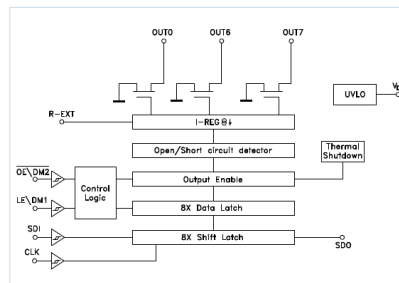 OUT0 OUT6 OUT7
UVLO
R-EXT
I-REG
Open/Short circuit detector
Thermal
Shutdown
OE\DM2
Output Enable
Control
Logic
LE\DM1
8X Data Latch
SDI
8X Shift Latch
SDO
CLK